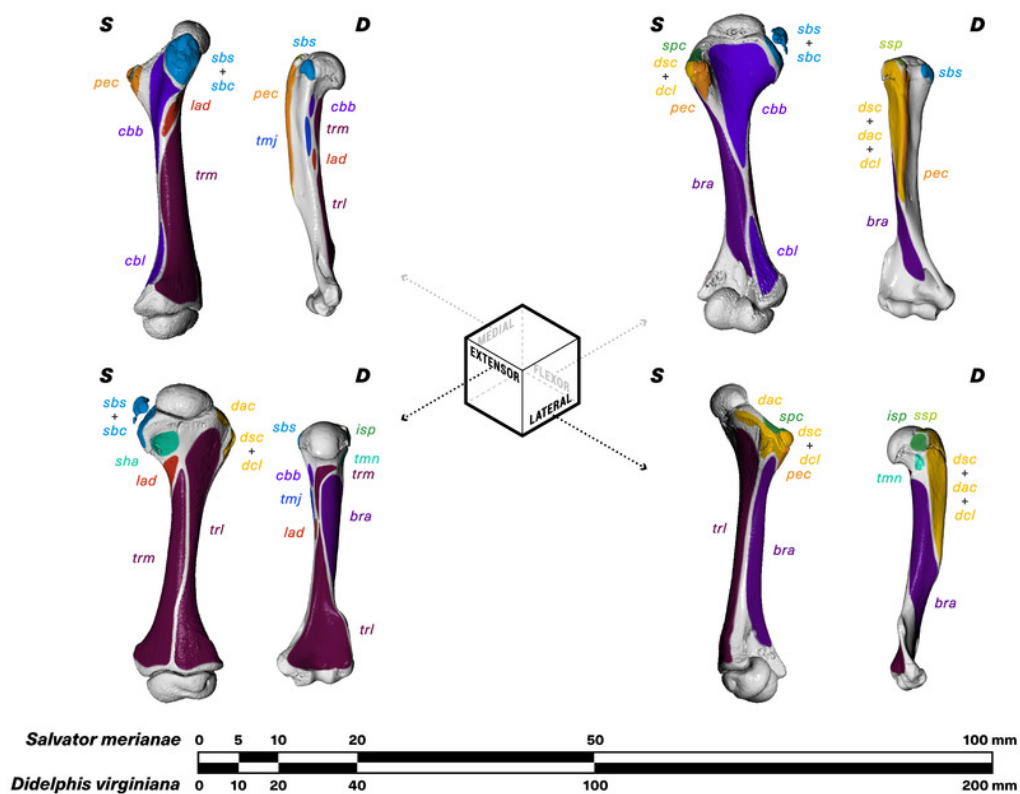 S
D
sbs
+
sbc
pec
lad
cbb
trm
cbl
sbs
pec
cbb
trm
tmj
lad
trl
S
D
spc
dsc
+
dcl
pec
sbs
+
sbc
cbb
bra
cbl
ssp
sbs
dsc
+
dac
+
dcl
pec
bra
MEDIAL
EXTENSOR
FLEXOR
LATERAL
S
D
sbs
+
sbc
dac
dsc
+
dcl
sha
lad
trl
trm
sbs
isp
tmn
cbb
trm
tmj
bra
lad
trl
S
D
dac
spc
dsc
+
dcl
pec
trl
bra
isp
ssp
tmn
dsc
+
dac
+
dcl
bra
Salvator merianae 0 5 10 20 50 100 mm
Didelphis virginiana 0 10 20 40 100 200 mm